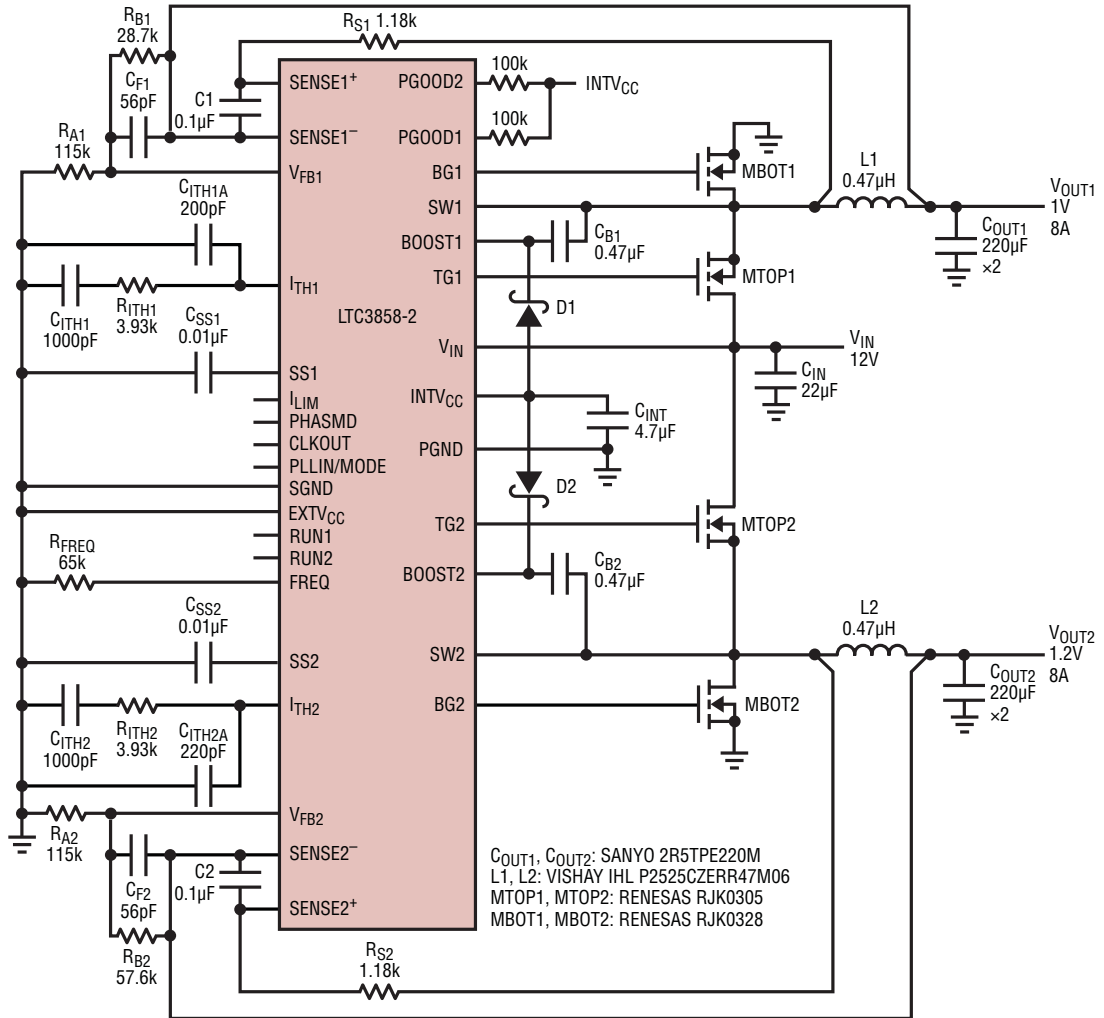 RB1
28.7k
CF1
56pF
RA1
115k
C1
0.1µF
RS1 1.18k
CITH1A
200pF
CITH1
1000pF
RITH1
3.93k
CSS1
0.01µF
RFREQ
65k
CSS2
0.01µF
CITH2
1000pF
RITH2
3.93k
CITH2A
220pF
RA2
115k
CF2
56pF
RB2
57.6k
C2
0.1µF
RS2
1.18k
SENSE1+
SENSE1–
VFB1
ITH1
LTC3858-2
SS1
ILIM
PHASMD
CLKOUT
PLLIN/MODE
SGND
EXTVCC
RUN1
RUN2
FREQ
SS2
ITH2
VFB2
SENSE2–
SENSE2+
PGOOD2
PGOOD1
BG1
SW1
BOOST1
TG1
VIN
INTVCC
PGND
TG2
BOOST2
SW2
BG2
100k
100k
INTVCC
MBOT1
L1
0.47µH
VOUT1
1V
8A
COUT1
220µF
×2
CB1
0.47µF
MTOP1
D1
VIN
12V
CIN
22µF
CINT
4.7µF
D2
MTOP2
CB2
0.47µF
L2
0.47µH
VOUT2
1.2V
8A
COUT2
220µF
×2
MBOT2
COUT1, COUT2: SANYO 2R5TPE220M
L1, L2: VISHAY IHL P2525CZERR47M06
MTOP1, MTOP2: RENESAS RJK0305
MBOT1, MBOT2: RENESAS RJK0328